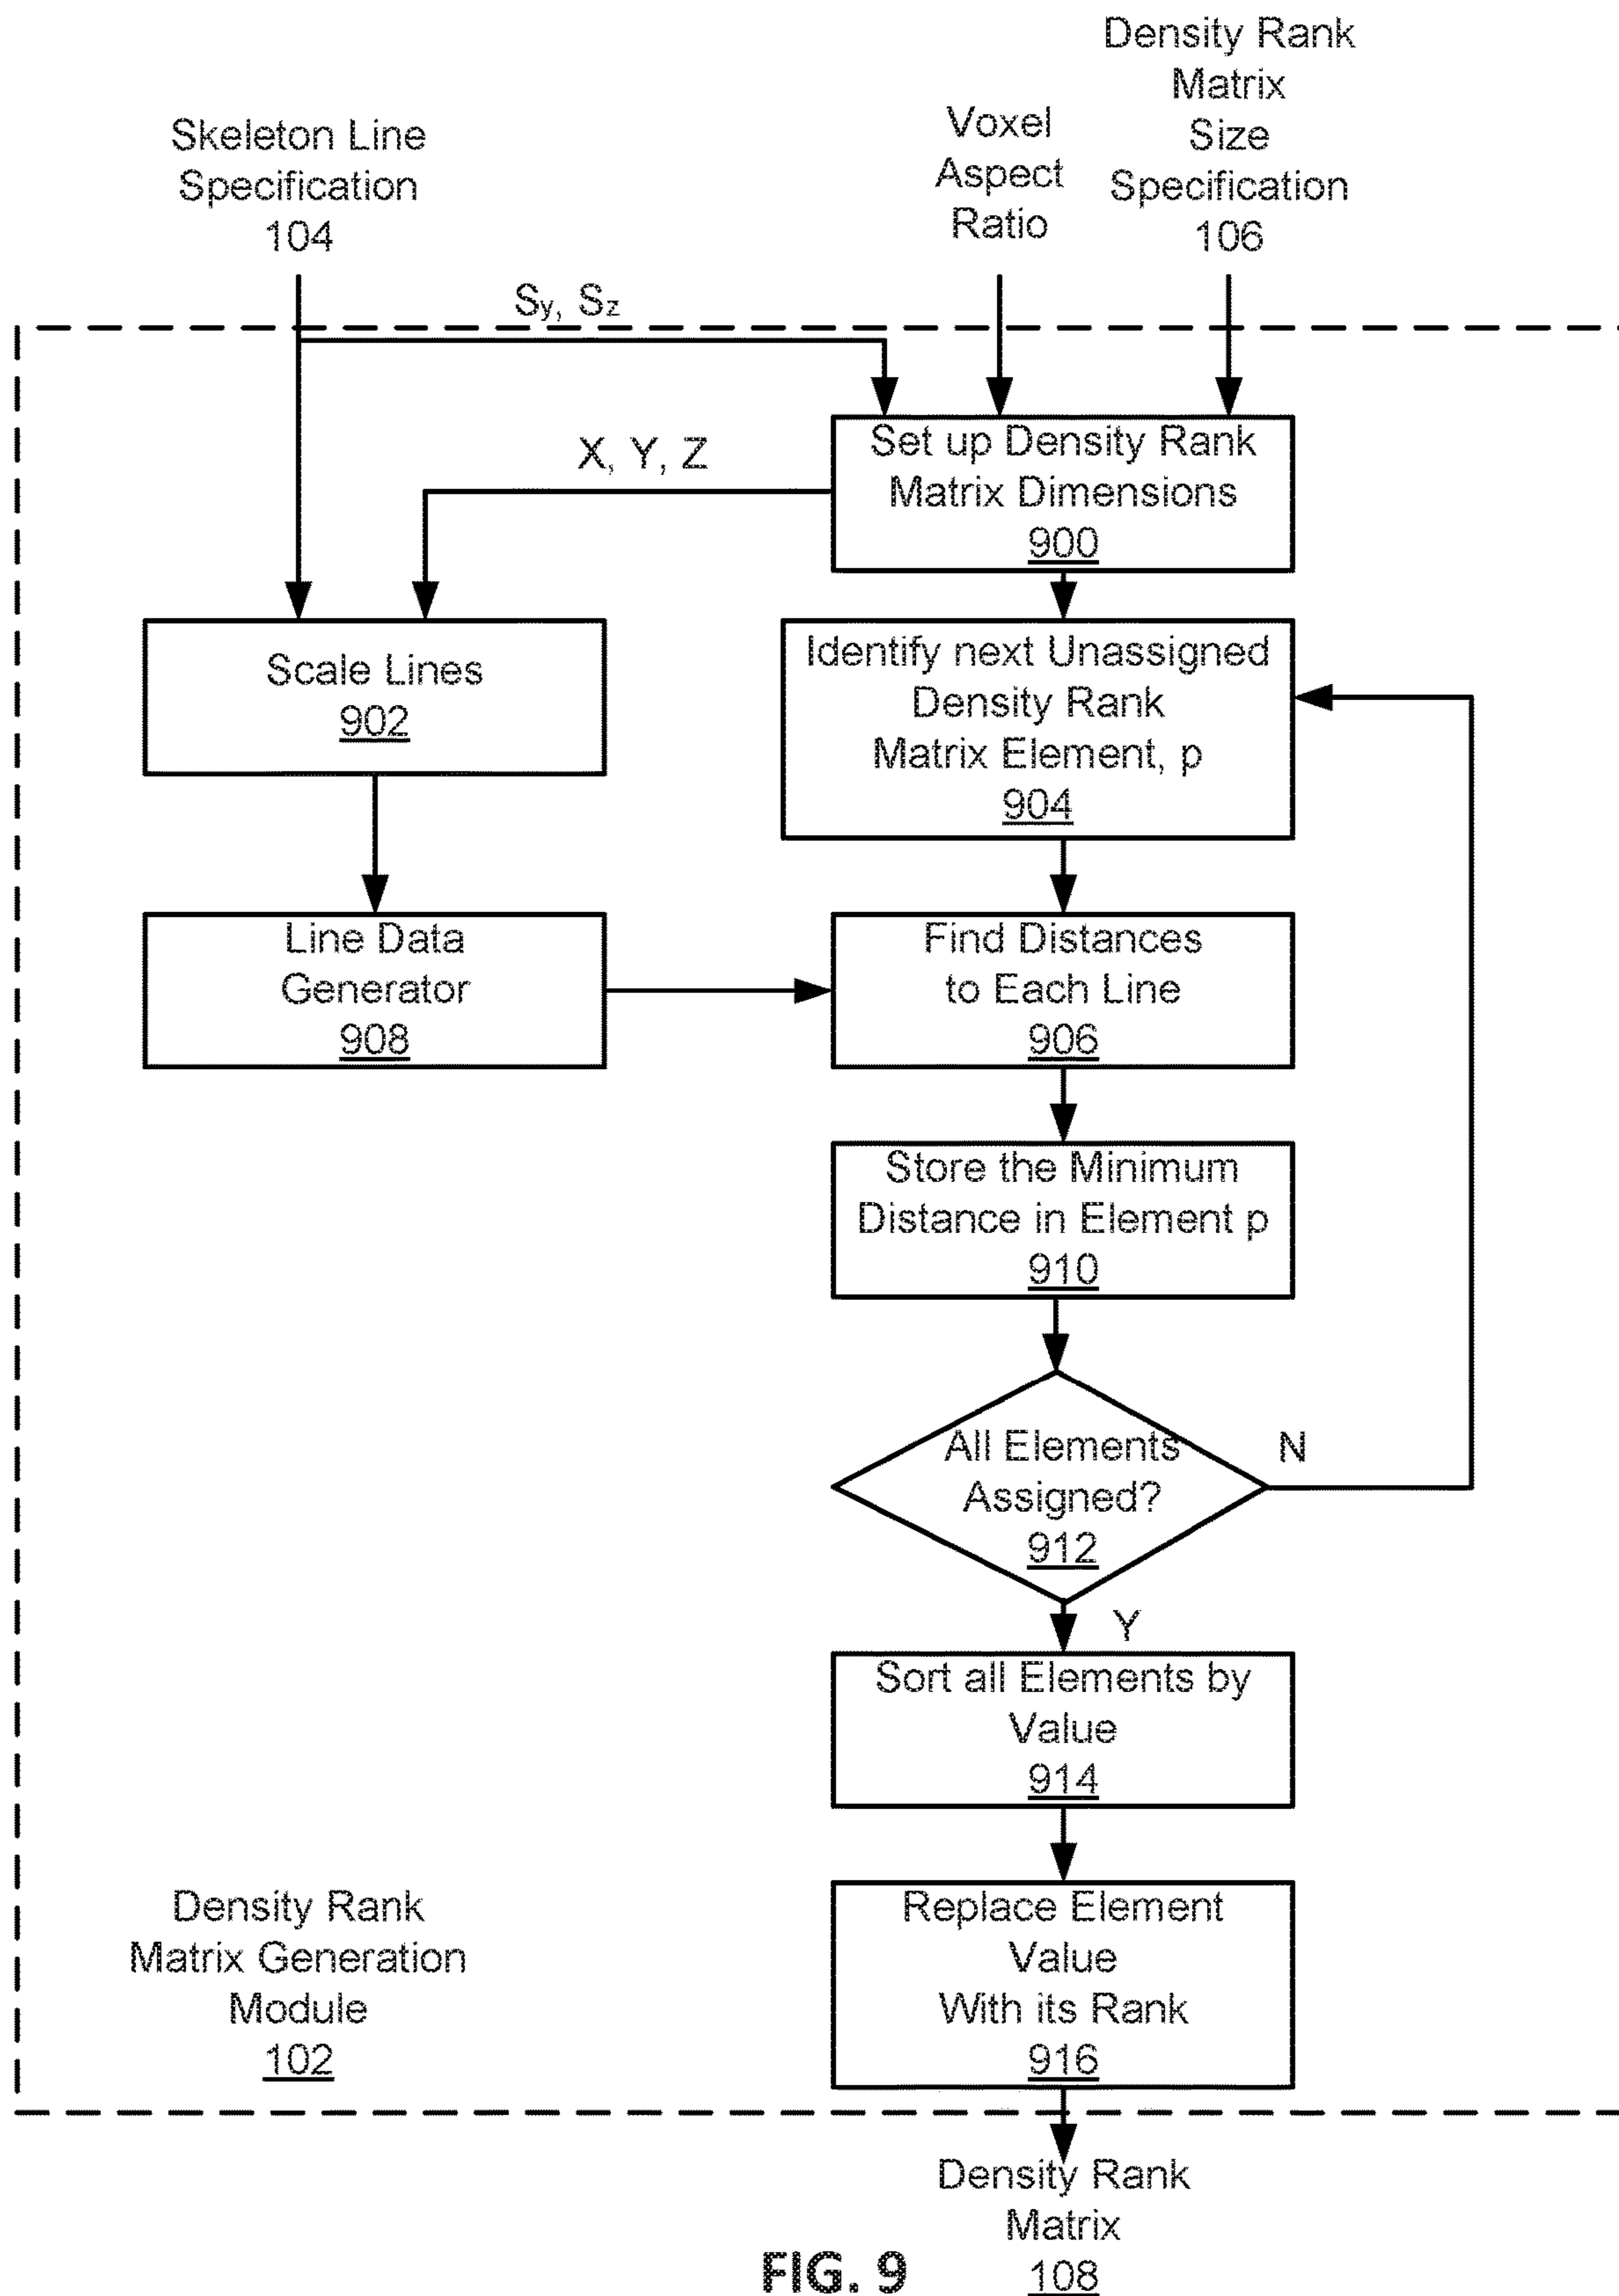 Density Rank
Matrix
Size
Specification
106
Voxel
Aspect
Ratio
Skeleton Line
Specification
104
Sy, Sz
X, Y, Z
Set up Density Rank
Matrix Dimensions
900
Scale Lines
902
Identify next Unassigned
Density Rank
Matrix Element, p
904
Line Data
Generator
908
Find Distances
to Each Line
906
Store the Minimum
Distance in Element p
910
All Elements
Assigned?
912
N
Y
Sort all Elements by
Value
914
Replace Element
Value
With its Rank
916
Density Rank
Matrix Generation
Module
102
Density Rank
Matrix
108
FIG. 9